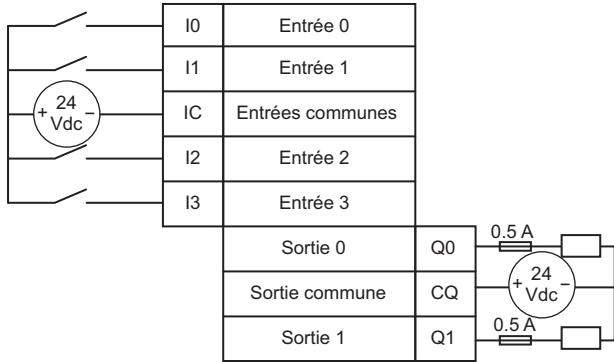 I0 Entrée 0
I1 Entrée 1
+ 24 Vdc −
IC Entrées communes
I2 Entrée 2
I3 Entrée 3
Sortie 0 Q0 0.5 A
Sortie commune CQ
+ 24 Vdc −
Sortie 1 Q1 0.5 A